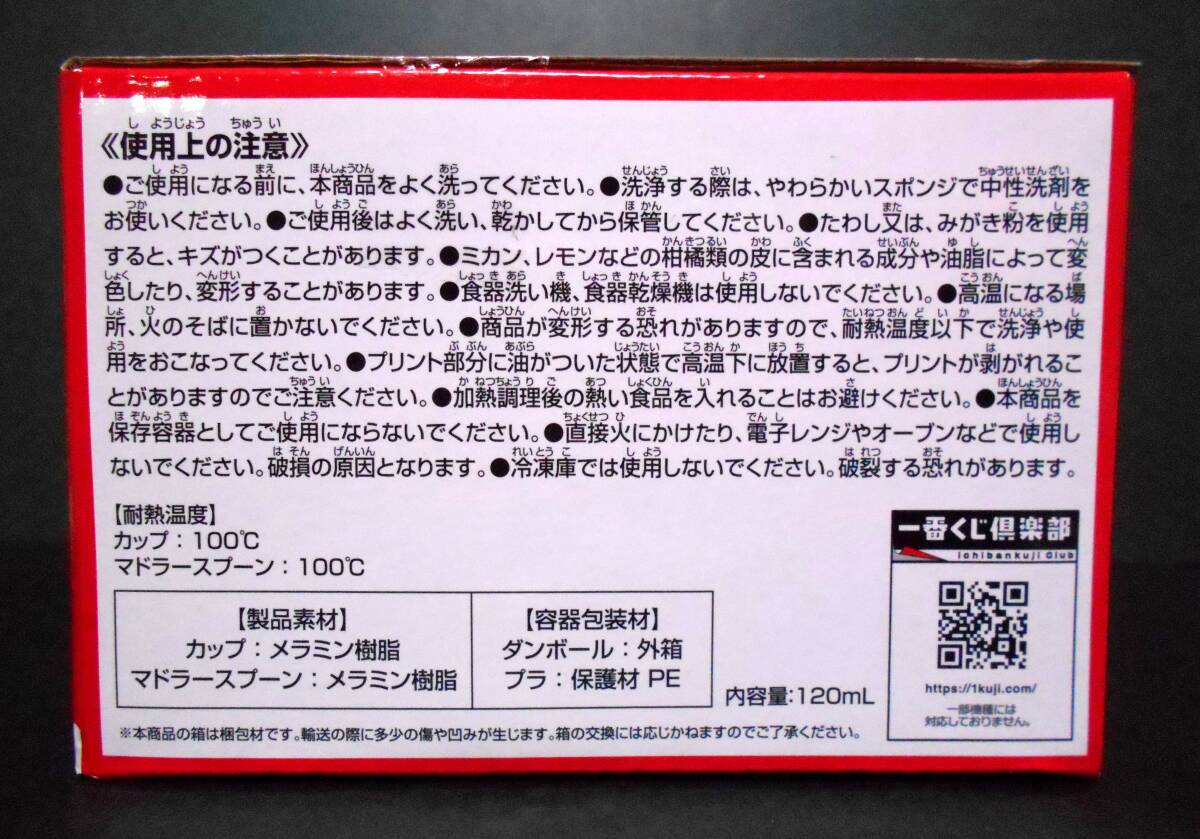 《使用上の注意》
●ご使用になる前に、本商品をよく洗ってください。●洗浄する際は、やわらかいスポンジで中性洗剤を
お使いください。●ご使用後はよく洗い、乾かしてから保管してください。●たわし又は、みがき粉を使用
すると、キズがつくことがあります。●ミカン、レモンなどの柑橘類の皮に含まれる成分や油脂によって変
色したり、変形することがあります。●食器洗い機、食器乾燥機は使用しないでください。●高温になる場
所、火のそばに置かないでください。●商品が変形する恐れがありますので、耐熱温度以下で洗浄や使
用をおこなってください。●プリント部分に油がついた状態で高温下に放置すると、プリントが剥がれるこ
とがありますのでご注意ください。●加熱調理後の熱い食品を入れることはお避けください。●本商品を
保存容器としてご使用にならないでください。●直接火にかけたり、電子レンジやオーブンなどで使用し
ないでください。破損の原因となります。●冷凍庫では使用しないでください。破裂する恐れがあります。
【耐熱温度】
カップ：100℃
マドラースプーン：100℃
【製品素材】
カップ：メラミン樹脂
マドラースプーン：メラミン樹脂
【容器包装材】
ダンボール：外箱
プラ：保護材 PE
内容量：120mL
※本商品の箱は梱包材です。輸送の際に多少の傷や凹みが生じます。箱の交換には応じかねますのでご了承ください。
一番くじ倶楽部
ichibankuji Club
https://1kuji.com/
一部機種には
対応しておりません。